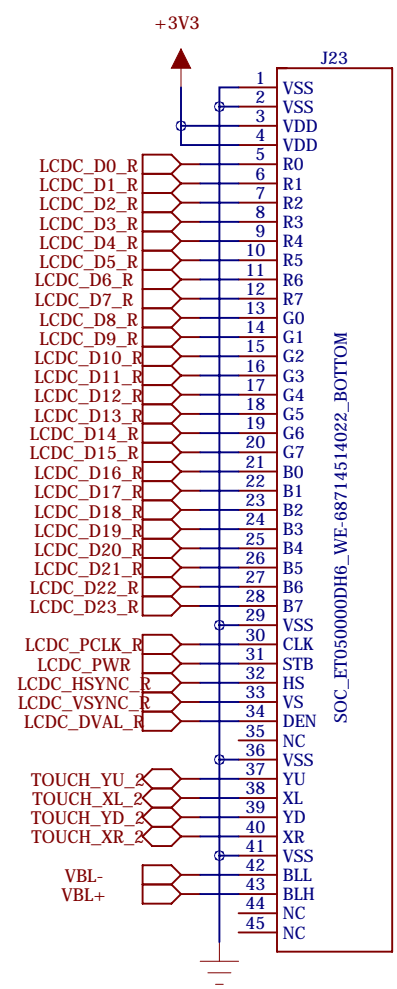 +3V3
J23
1 VSS
2 VSS
3 VDD
4 VDD
LCDC_D0_R 5 R0
LCDC_D1_R 6 R1
LCDC_D2_R 7 R2
LCDC_D3_R 8 R3
LCDC_D4_R 9 R4
LCDC_D5_R 10 R5
LCDC_D6_R 11 R6
LCDC_D7_R 12 R7
LCDC_D8_R 13 G0
LCDC_D9_R 14 G1
LCDC_D10_R 15 G2
LCDC_D11_R 16 G3
LCDC_D12_R 17 G4
LCDC_D13_R 18 G5
LCDC_D14_R 19 G6
LCDC_D15_R 20 G7
LCDC_D16_R 21 B0
LCDC_D17_R 22 B1
LCDC_D18_R 23 B2
LCDC_D19_R 24 B3
LCDC_D20_R 25 B4
LCDC_D21_R 26 B5
LCDC_D22_R 27 B6
LCDC_D23_R 28 B7
29 VSS
LCDC_PCLK_R 30 CLK
LCDC_PWR 31 STB
LCDC_HSYNC_R 32 HS
LCDC_VSYNC_R 33 VS
LCDC_DVAL_R 34 DEN
35 NC
36 VSS
TOUCH_YU_2 37 YU
TOUCH_XL_2 38 XL
TOUCH_YD_2 39 YD
TOUCH_XR_2 40 XR
41 VSS
VBL- 42 BLL
VBL+ 43 BLH
44 NC
45 NC
SOC_ET050000DH6_WE-68714514022_BOTTOM